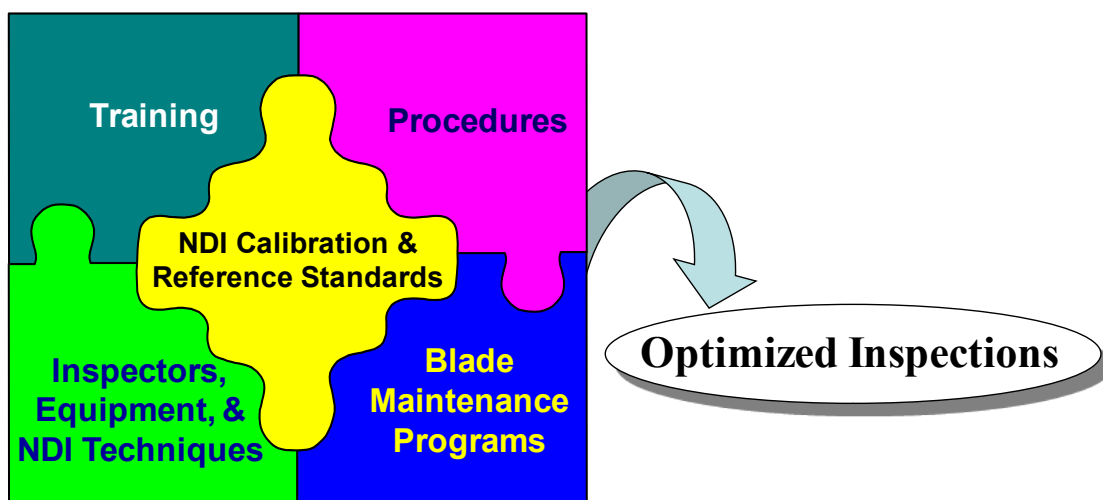 Training
Procedures
NDI Calibration &
Reference Standards
Inspectors,
Equipment, &
NDI Techniques
Blade
Maintenance
Programs
Optimized Inspections